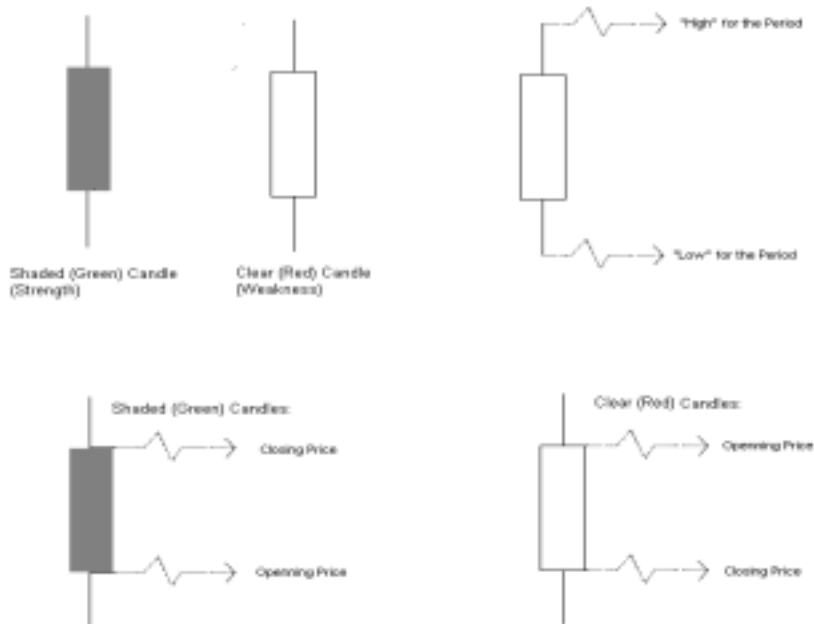 "High" for the Period
Shaded (Green) Candle
(Strength)
Clear (Red) Candle
(Weakness)
"Low" for the Period
Shaded (Green) Candles:
Clear (Red) Candles:
Closing Price
Openning Price
Openning Price
Closing Price